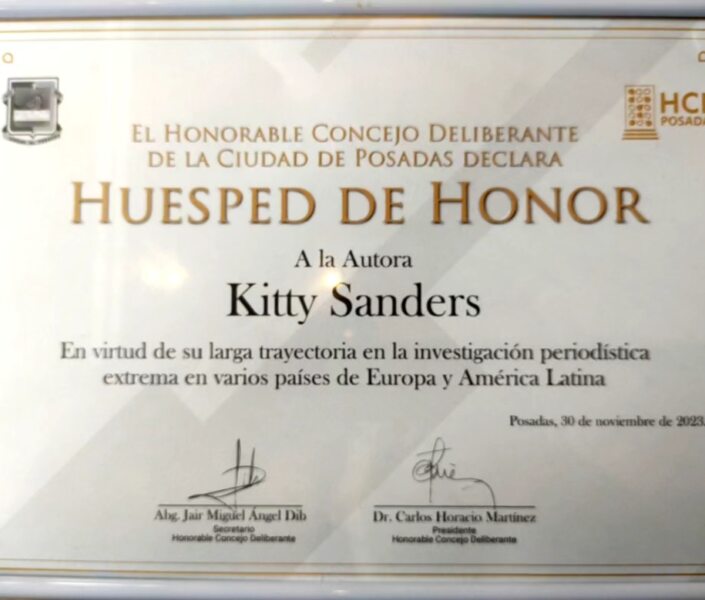 HC
POSADA
EL HONORABLE CONCEJO DELIBERANTE
DE LA CIUDAD DE POSADAS DECLARA
HUESPED DE HONOR
A la Autora
Kitty Sanders
En virtud de su larga trayectoria en la investigación periodística
extrema en varios países de Europa y América Latina
Posadas, 30 de noviembre de 2023.
Abg. Jair Miguel Ángel Dib
Secretario
Honorable Concejo Deliberante
Dr. Carlos Horacio Martínez
Presidente
Honorable Concejo Deliberante